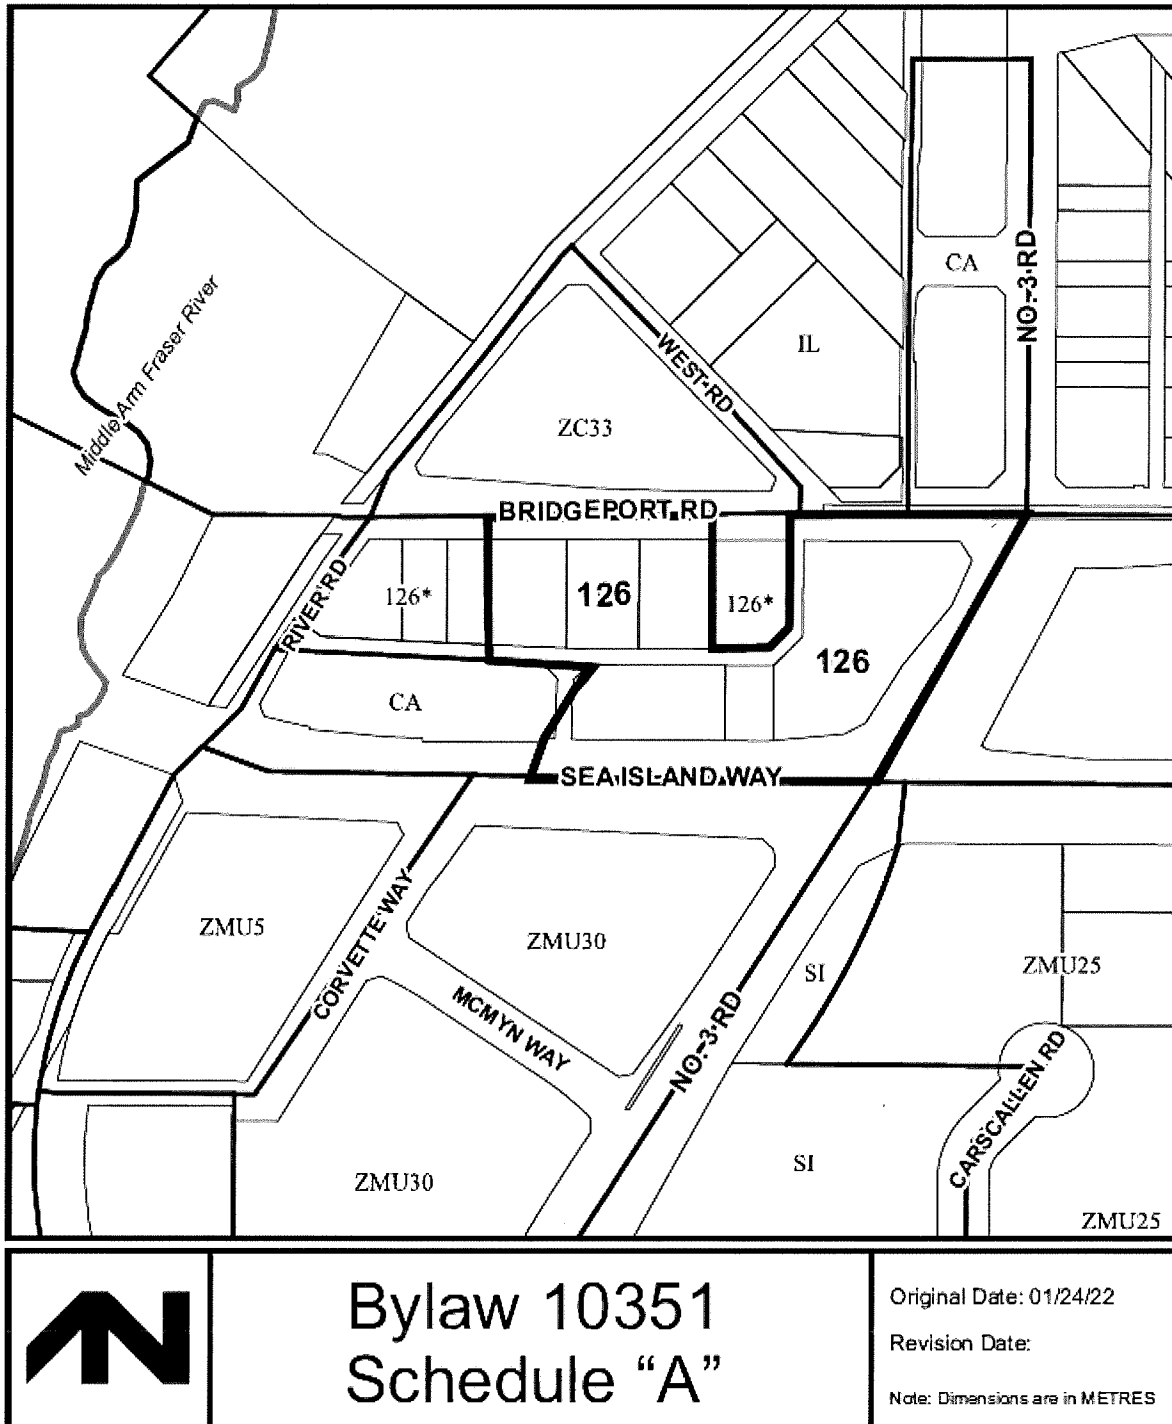 CA
NO. 3 RD
Middle Arm Fraser River
IL
WEST RD
ZC33
BRIDGEPORT RD
RIVER RD
126*
126
126*
126
CA
SEA ISLAND WAY
ZMU5
CORVETTE WAY
ZMU30
MCMYN WAY
NO. 3 RD
SI
ZMU25
CARSCALLEN RD
SI
ZMU30
ZMU25
Bylaw 10351
Schedule “A”
Original Date: 01/24/22
Revision Date:
Note: Dimensions are in METRES
N